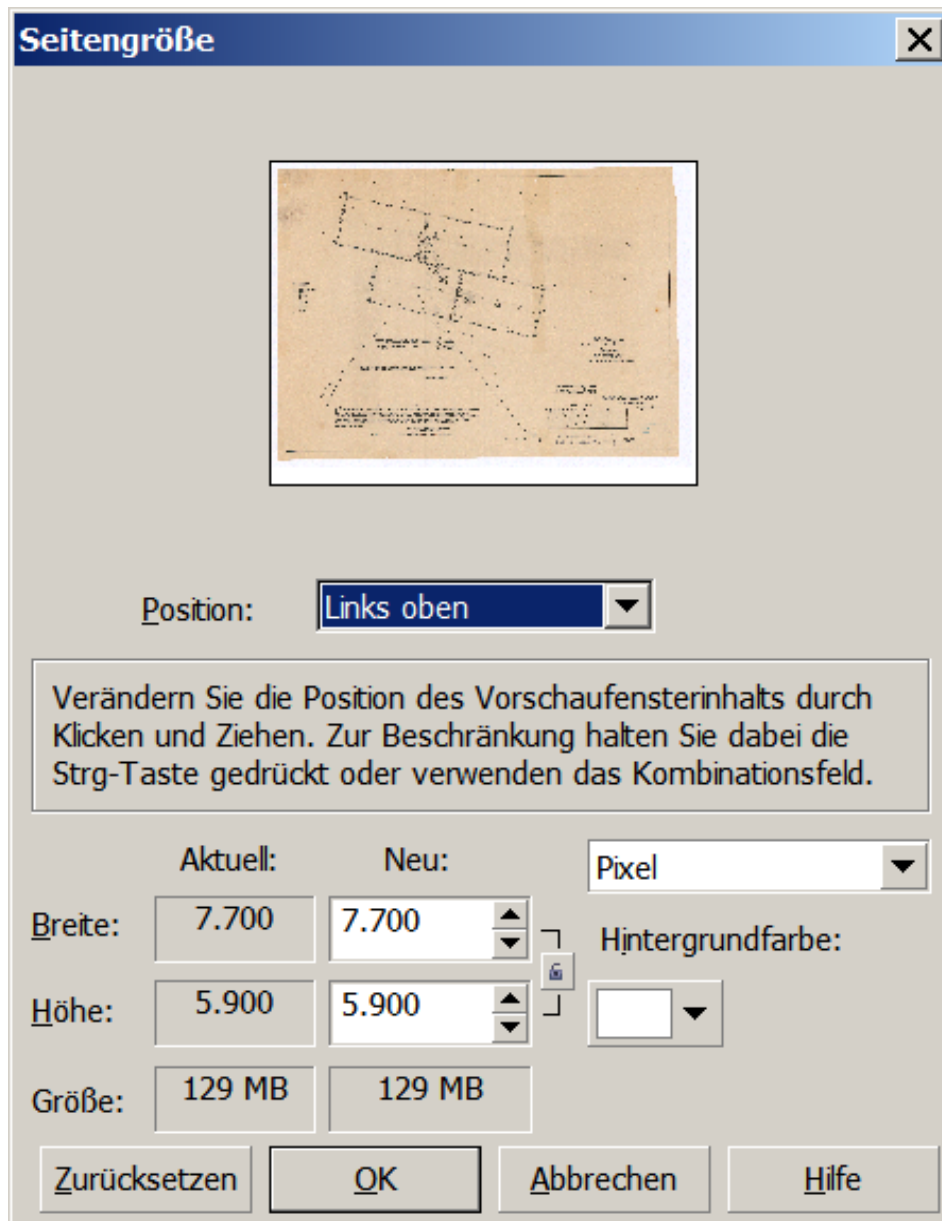 Seitengröße
Position: Links oben
Verändern Sie die Position des Vorschaufensterinhalts durch
Klicken und Ziehen. Zur Beschränkung halten Sie dabei die
Strg-Taste gedrückt oder verwenden das Kombinationsfeld.
Aktuell: Neu: Pixel
Breite: 7.700 7.700 Hintergrundfarbe:
Höhe: 5.900 5.900
Größe: 129 MB 129 MB
Zurücksetzen OK Abbrechen Hilfe